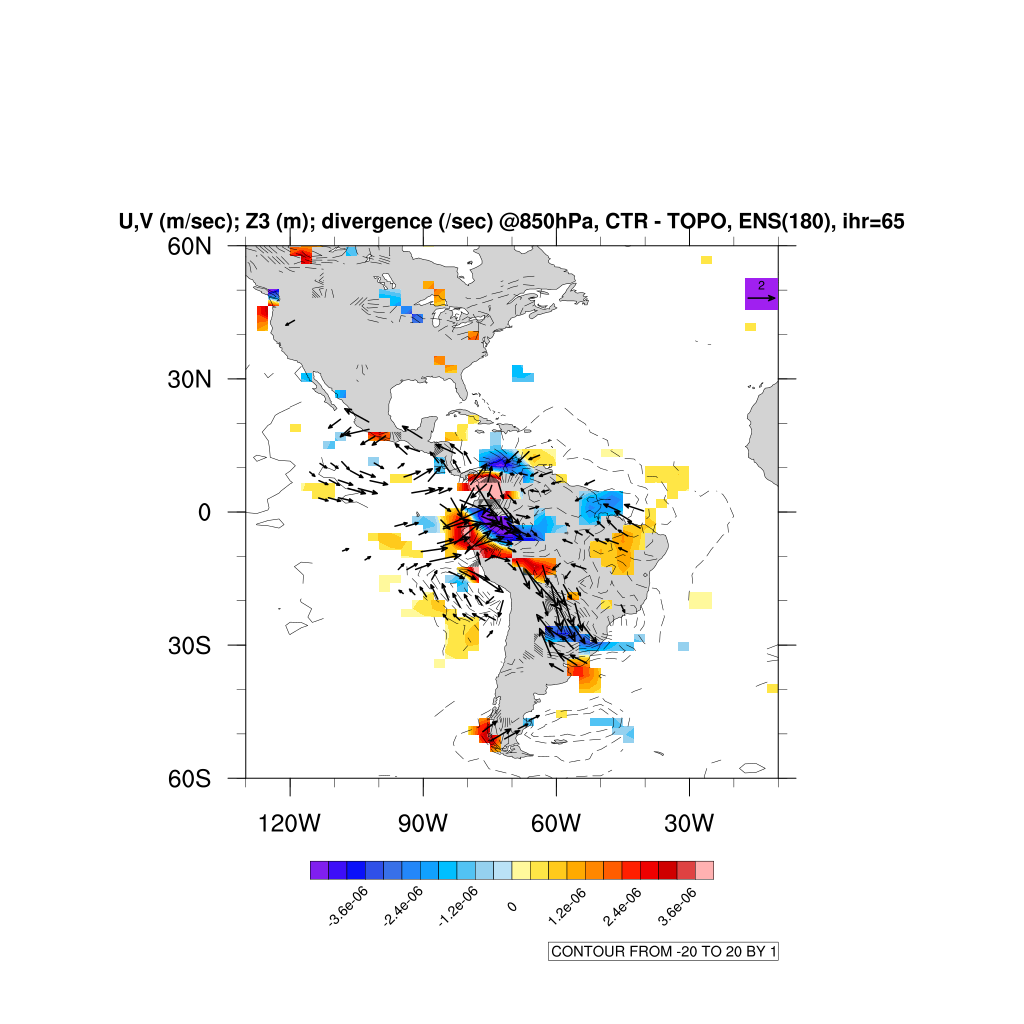 U,V (m/sec); Z3 (m); divergence (/sec) @850hPa, CTR - TOPO, ENS(180), ihr=65
60N
2
30N
0
30S
60S
120W 90W 60W 30W
-3.6e-06 -2.4e-06 -1.2e-06 0 1.2e-06 2.4e-06 3.6e-06
CONTOUR FROM -20 TO 20 BY 1